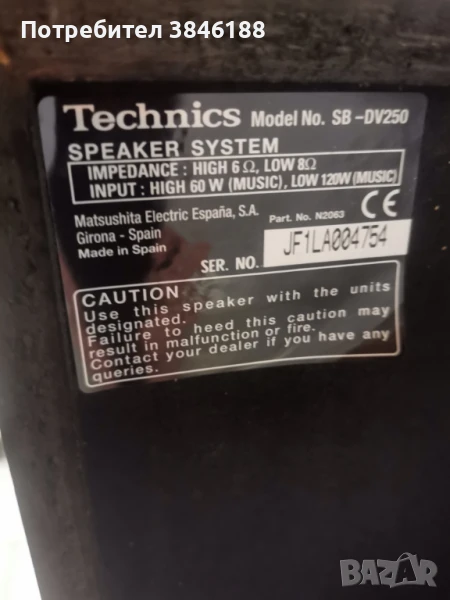 Потребител 3846188
Technics Model No. SB-DV250
SPEAKER SYSTEM
IMPEDANCE : HIGH 6Ω, LOW 8Ω
INPUT : HIGH 60 W (MUSIC), LOW 120W (MUSIC)
Matsushita Electric España, S.A.
Girona - Spain
Made in Spain
Part. No. N2063
CE
SER. NO. JF1LA004754
CAUTION
Use this speaker with the units
designated.
Failure to heed this caution may
result in malfunction or fire.
Contact your dealer if you have any
queries.
BAZAR